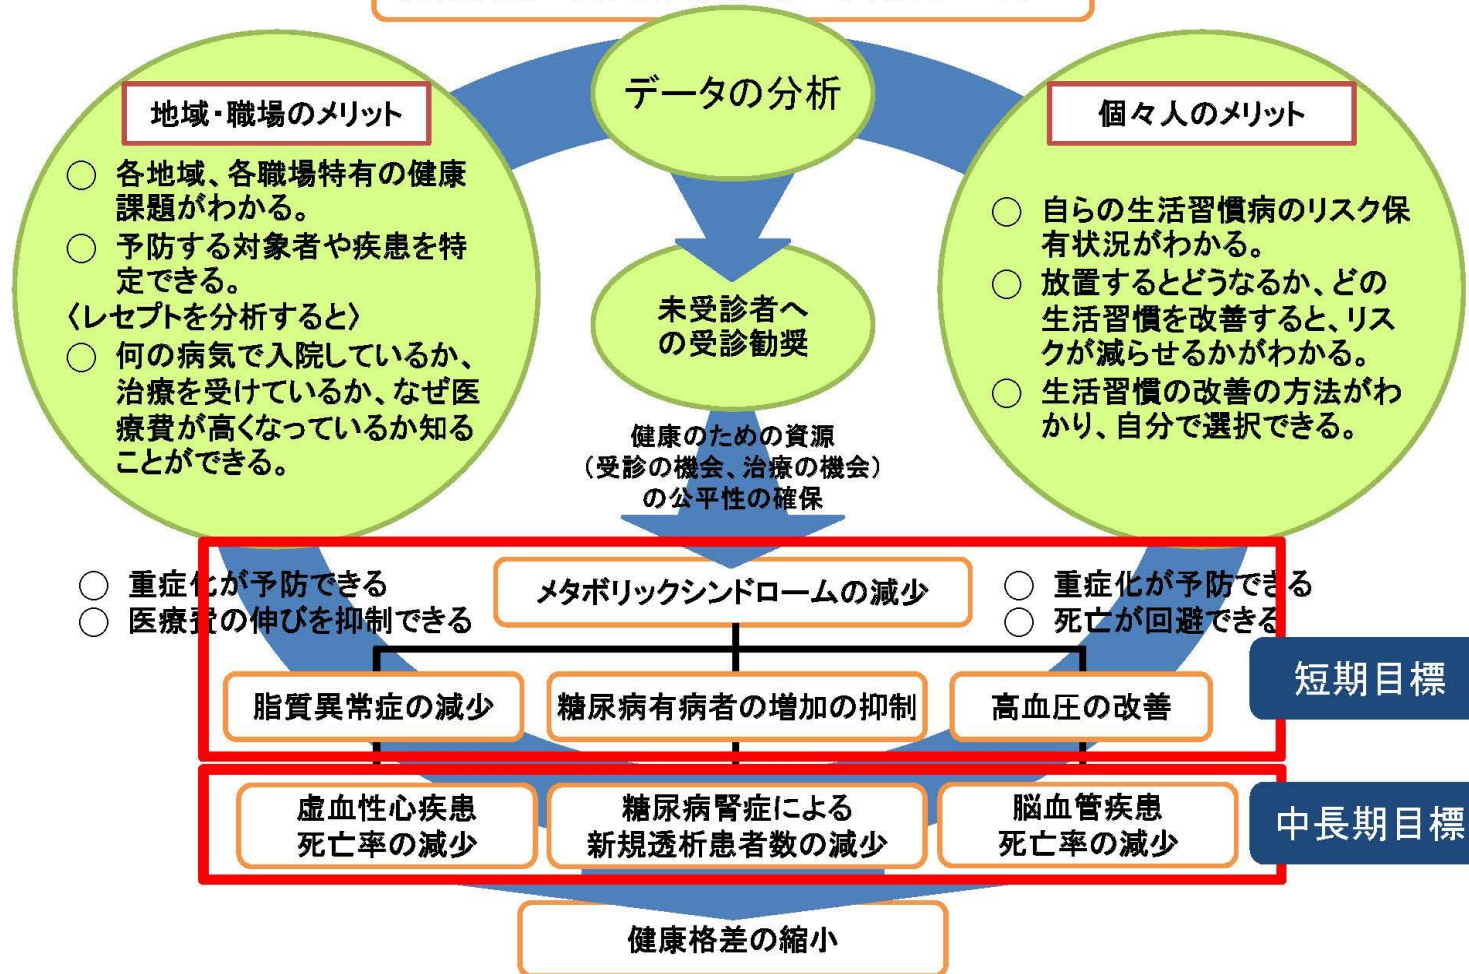 データの分析
地域・職場のメリット
○ 各地域、各職場特有の健康
課題がわかる。
○ 予防する対象者や疾患を特
定できる。
〈レセプトを分析すると〉
○ 何の病気で入院しているか、
治療を受けているか、なぜ医
療費が高くなっているか知る
ことができる。
個々人のメリット
○ 自らの生活習慣病のリスク保
有状況がわかる。
○ 放置するとどうなるか、どの
生活習慣を改善すると、リス
クが減らせるかがわかる。
○ 生活習慣の改善の方法がわ
かり、自分で選択できる。
未受診者へ
の受診勧奨
健康のための資源
（受診の機会、治療の機会）
の公平性の確保
○ 重症化が予防できる
○ 医療費の伸びを抑制できる
メタボリックシンドロームの減少
○ 重症化が予防できる
○ 死亡が回避できる
短期目標
脂質異常症の減少
糖尿病有病者の増加の抑制
高血圧の改善
虚血性心疾患
死亡率の減少
糖尿病腎症による
新規透析患者数の減少
脳血管疾患
死亡率の減少
中長期目標
健康格差の縮小